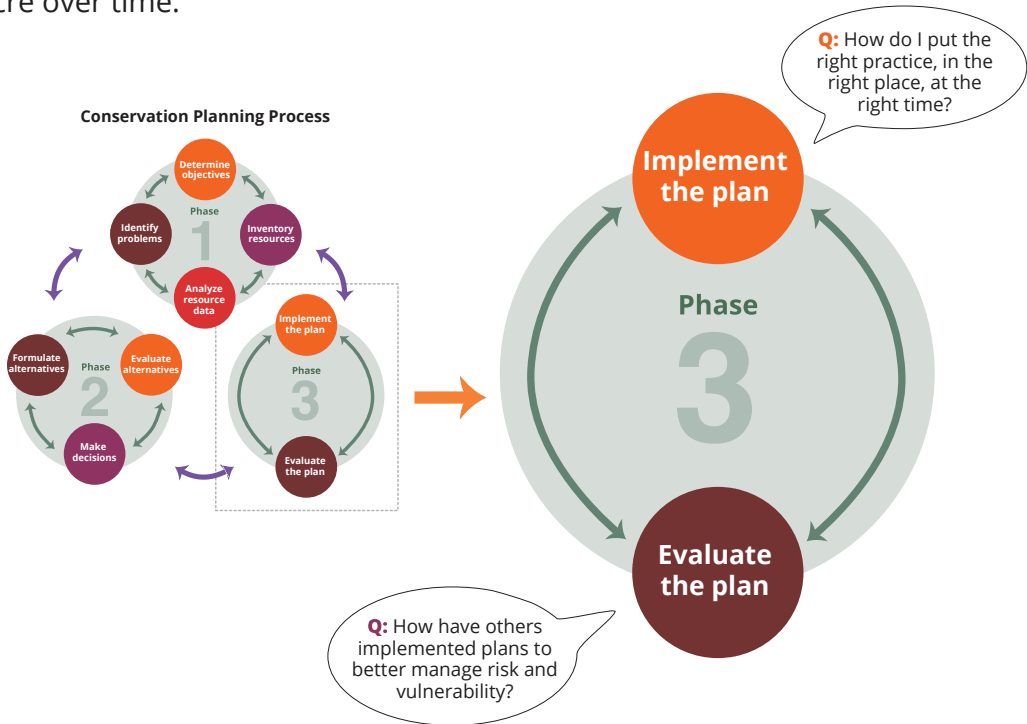 cre over time.
Q: How do I put the
right practice, in the
right place, at the
right time?
Conservation Planning Process
Determine
objectives
Identify
problems
Phase
1
Inventory
resources
Analyze
resource
data
Formulate
alternatives
Phase
2
Evaluate
alternatives
Make
decisions
Implement
the plan
Phase
3
Evaluate
the plan
Implement
the plan
Phase
3
Evaluate
the plan
Q: How have others
implemented plans to
better manage risk and
vulnerability?